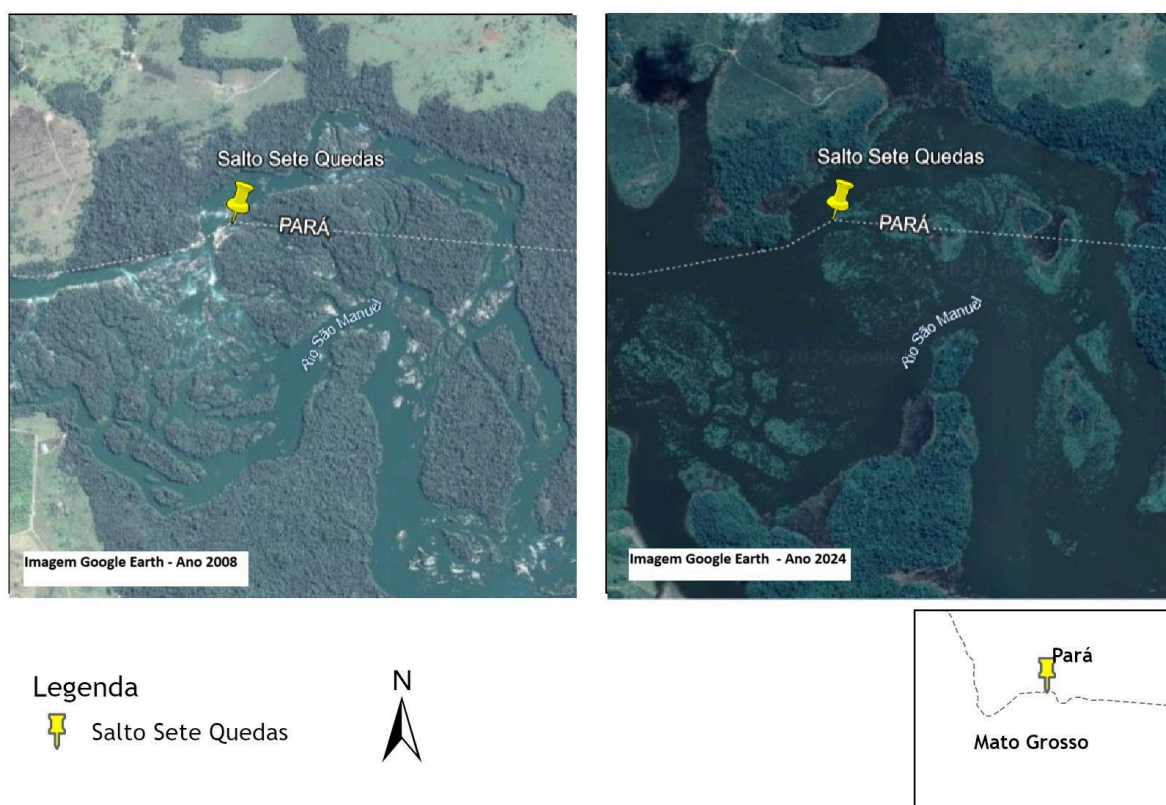 Salto Sete Quedas
PARÁ
Rio São Manuel
Imagem Google Earth - Ano 2008
Salto Sete Quedas
PARÁ
Rio São Manuel
Imagem Google Earth - Ano 2024
Legenda
Salto Sete Quedas
N
Pará
Mato Grosso